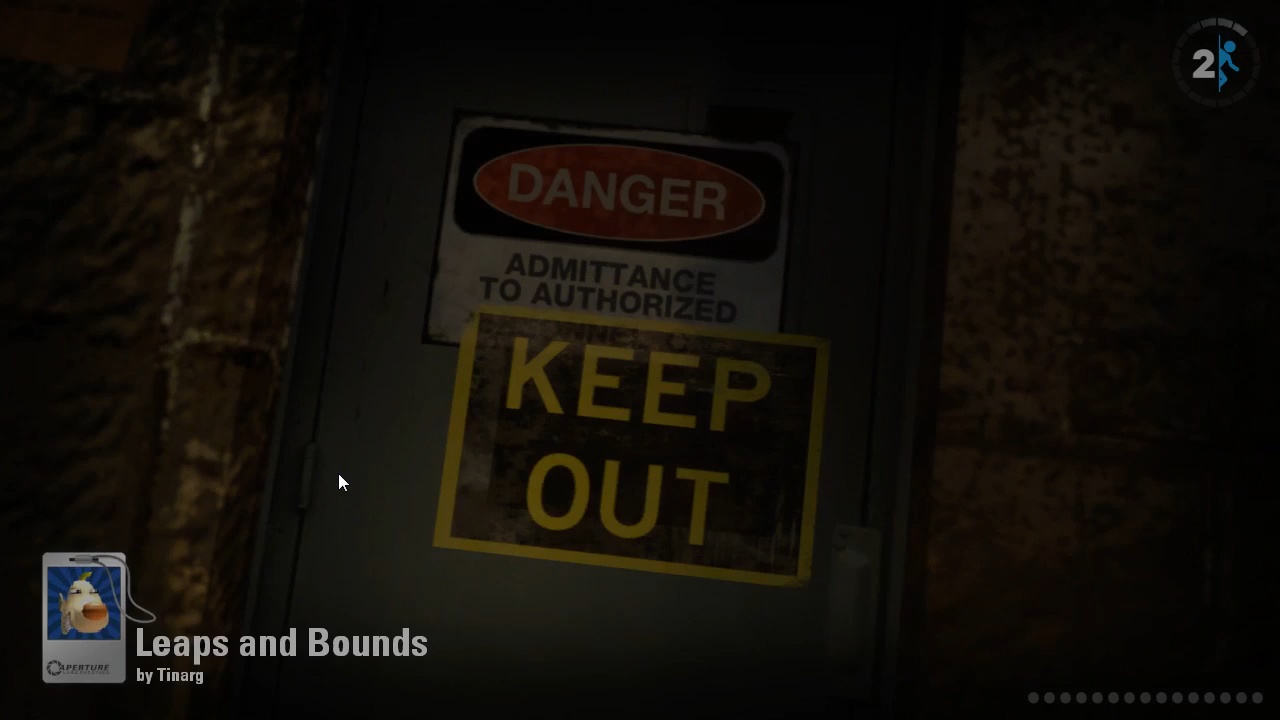 2
DANGER
ADMITTANCE
TO AUTHORIZED
KEEP
OUT
Leaps and Bounds
by Tinarg
APERTURE